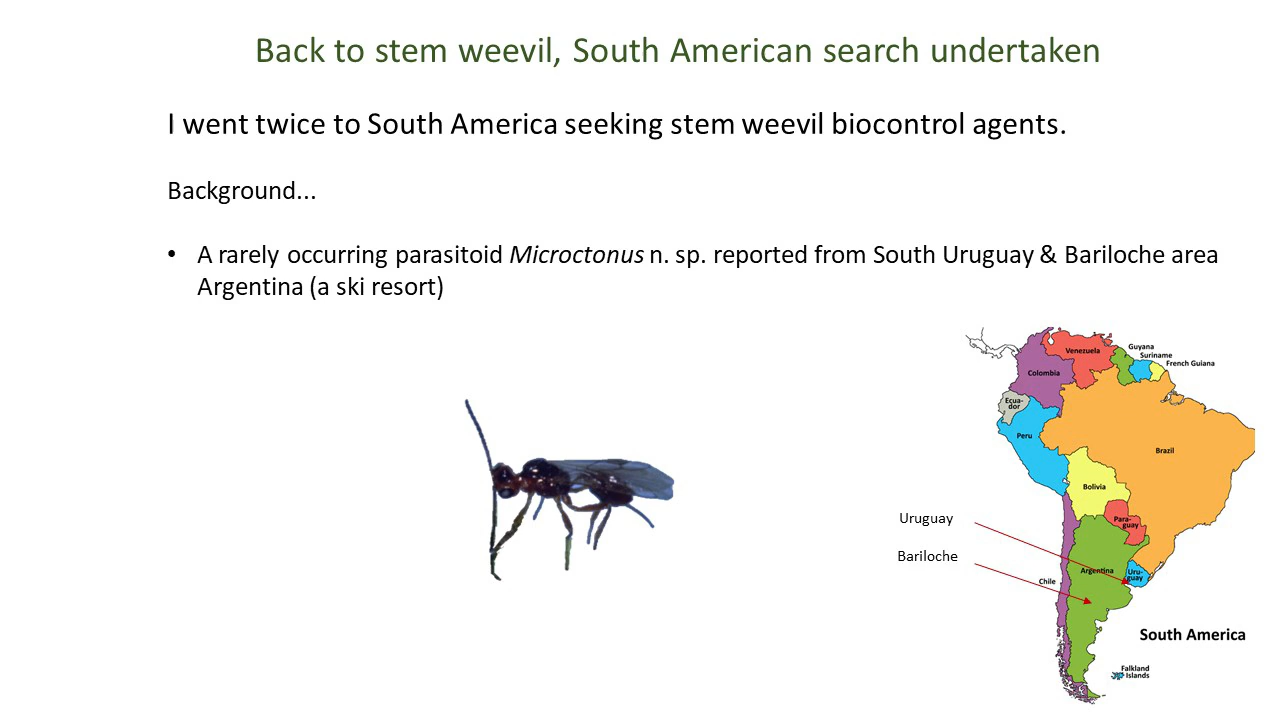 Back to stem weevil, South American search undertaken
I went twice to South America seeking stem weevil biocontrol agents.
Background...
• A rarely occurring parasitoid Microctonus n. sp. reported from South Uruguay & Bariloche area
Argentina (a ski resort)
Venezuela
Guyana
Suriname
French Guiana
Colombia
Ecua-
dor
Peru
Brazil
Bolivia
Para-
guay
Uruguay
Bariloche
Argentina
Uru-
guay
Chile
South America
Falkland
Islands